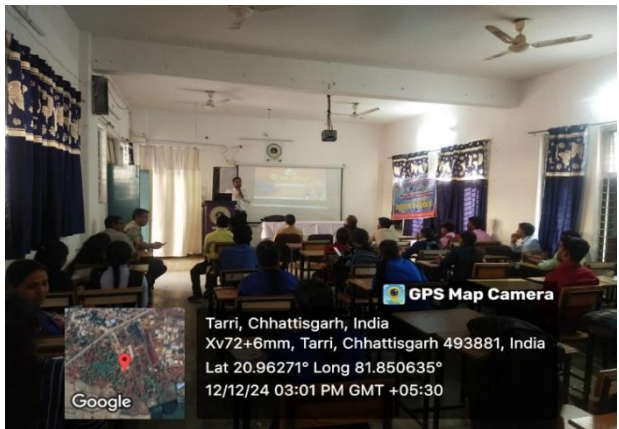 GPS Map Camera
Tarri, Chhattisgarh, India
Xv72+6mm, Tarri, Chhattisgarh 493881, India
Lat 20.96271° Long 81.850635°
12/12/24 03:01 PM GMT +05:30
Google